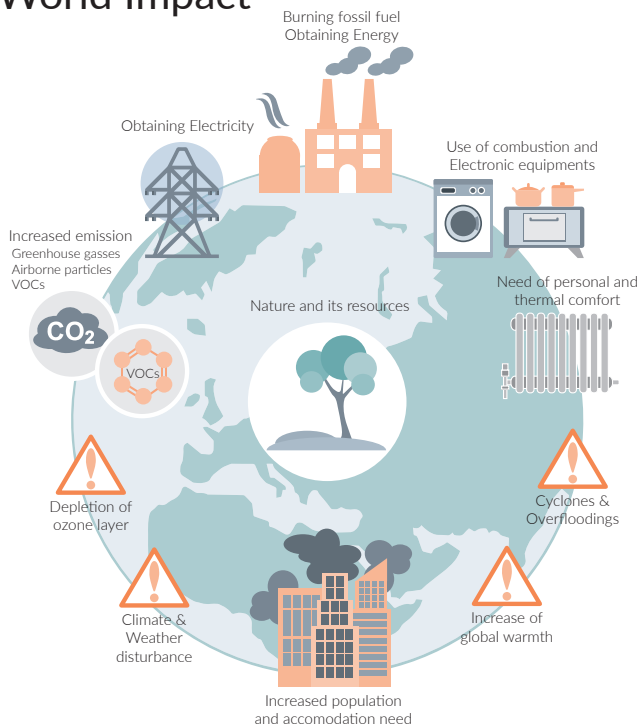 World Impact
Burning fossil fuel
Obtaining Energy
Obtaining Electricity
Use of combustion and
Electronic equipments
Increased emission
Greenhouse gasses
Airborne particles
VOCs
CO2
VOCs
Nature and its resources
Need of personal and
thermal comfort
Depletion of
ozone layer
Cyclones &
Overfloodings
Climate &
Weather
disturbance
Increase of
global warmth
Increased population
and accomodation need